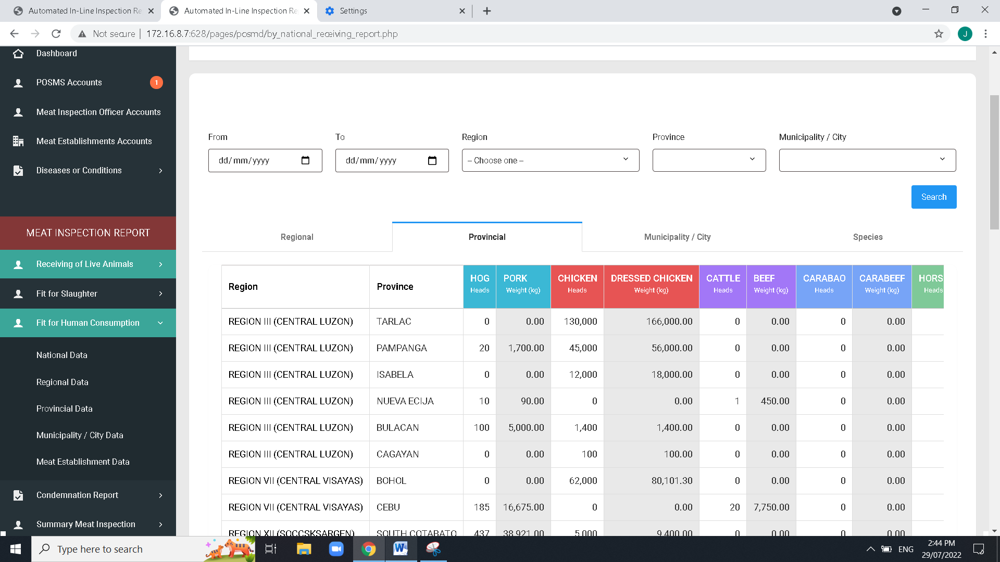 Automated In-Line Inspection Re
Automated In-Line Inspection Re
Settings
Not secure
172.16.8.7:628/pages/posmd/by_national_receiving_report.php
J
Dashboard
POSMS Accounts
1
Meat Inspection Officer Accounts
Meat Establishments Accounts
Diseases or Conditions
MEAT INSPECTION REPORT
Receiving of Live Animals
Fit for Slaughter
Fit for Human Consumption
National Data
Regional Data
Provincial Data
Municipality / City Data
Meat Establishment Data
Condemnation Report
Summary Meat Inspection
From To Region Province Municipality / City
dd/mm/yyyy dd/mm/yyyy -- Choose one --
Search
Regional Provincial Municipality / City Species
Region Province HOG PORK CHICKEN DRESSED CHICKEN CATTLE BEEF CARABAO CARABEEF HORS
Heads Weight (kg) Heads Weight (kg) Heads Weight (kg) Heads Weight (kg) Heads
REGION III (CENTRAL LUZON) TARLAC 0 0.00 130,000 166,000.00 0 0.00 0 0.00
REGION III (CENTRAL LUZON) PAMPANGA 20 1,700.00 45,000 56,000.00 0 0.00 0 0.00
REGION III (CENTRAL LUZON) ISABELA 0 0.00 12,000 18,000.00 0 0.00 0 0.00
REGION III (CENTRAL LUZON) NUEVA ECIJA 10 90.00 0 0.00 1 450.00 0 0.00
REGION III (CENTRAL LUZON) BULACAN 100 5,000.00 1,400 1,400.00 0 0.00 0 0.00
REGION III (CENTRAL LUZON) CAGAYAN 0 0.00 100 100.00 0 0.00 0 0.00
REGION VII (CENTRAL VISAYAS) BOHOL 0 0.00 62,000 80,101.30 0 0.00 0 0.00
REGION VII (CENTRAL VISAYAS) CEBU 185 16,675.00 0 0.00 20 7,750.00 0 0.00
REGION XII (SOCCSKSARGEN) SOUTH COTABATO 437 38,921.00 5,000 9,400.00 0 0.00 0 0.00
Type here to search
W
ENG
2:44 PM
29/07/2022